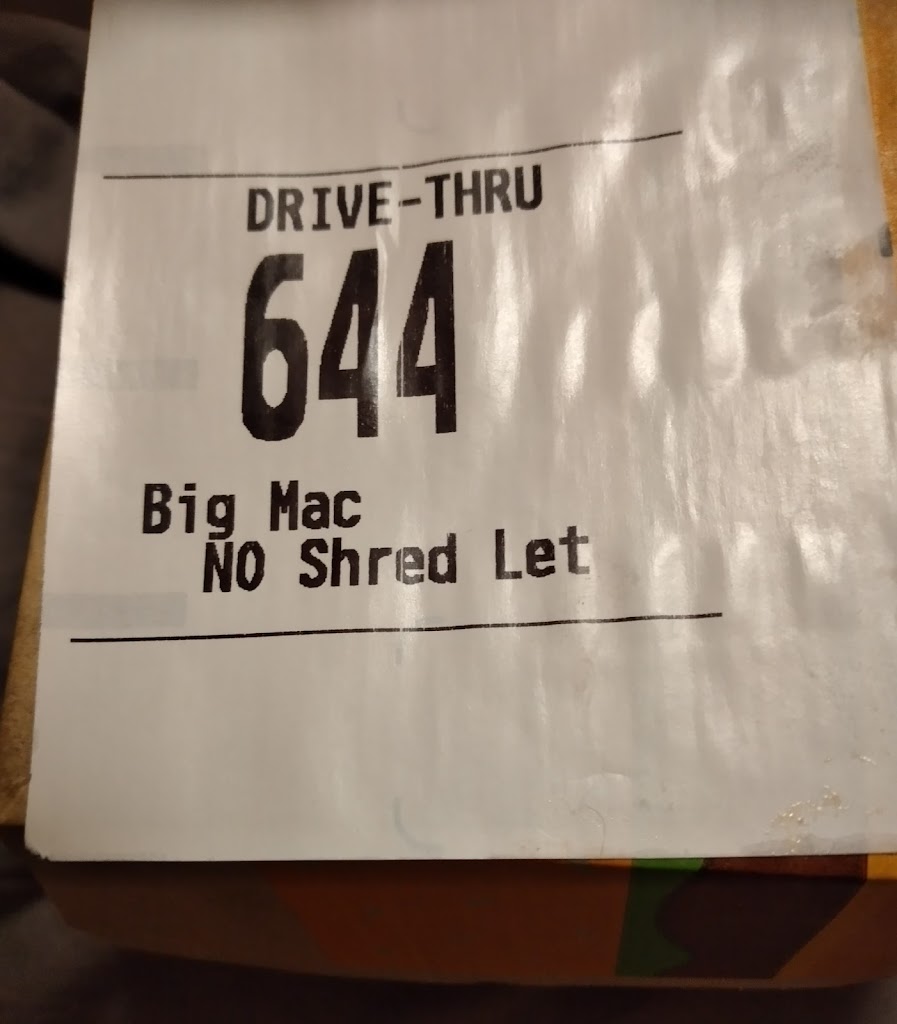 DRIVE-THRU
644
Big Mac
NO Shred Let